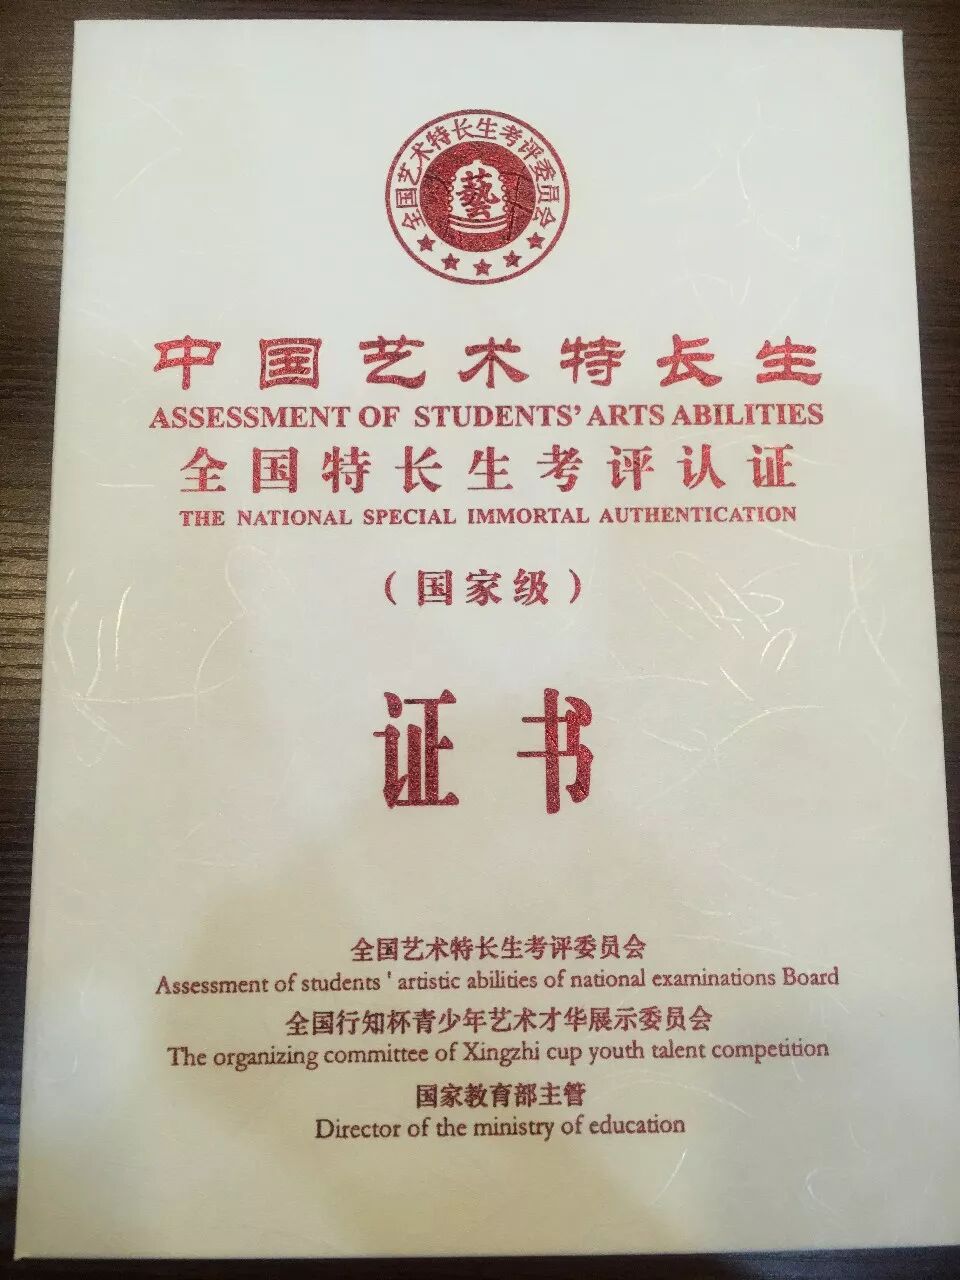 全国艺术特长生考评委员会
藝
中国艺术特长生
ASSESSMENT OF STUDENTS' ARTS ABILITIES
全国特长生考评认证
THE NATIONAL SPECIAL IMMORTAL AUTHENTICATION
（国家级）
证书
全国艺术特长生考评委员会
Assessment of students ' artistic abilities of national examinations Board
全国行知杯青少年艺术才华展示委员会
The organizing committee of Xingzhi cup youth talent competition
国家教育部主管
Director of the ministry of education